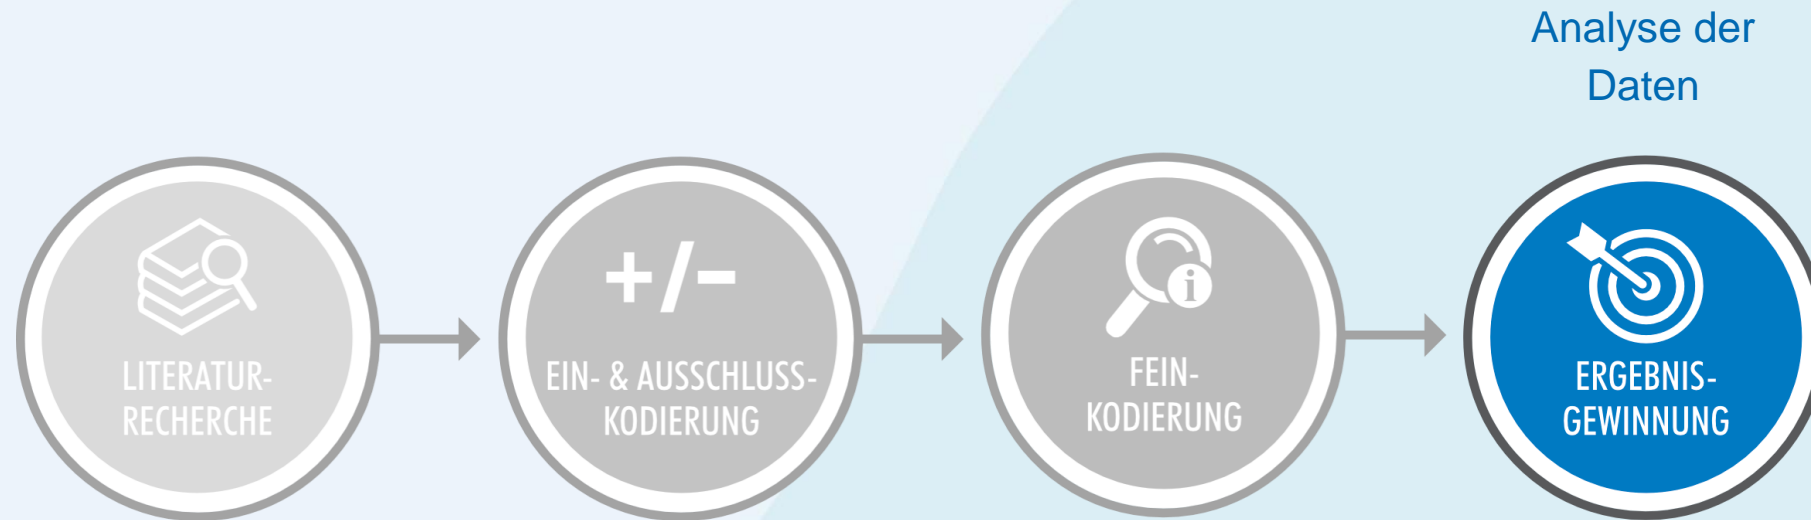 Analyse der
Daten
LITERATUR-
RECHERCHE
+/-
EIN- & AUSSCHLUSS-
KODIERUNG
i
FEIN-
KODIERUNG
ERGEBNIS-
GEWINNUNG